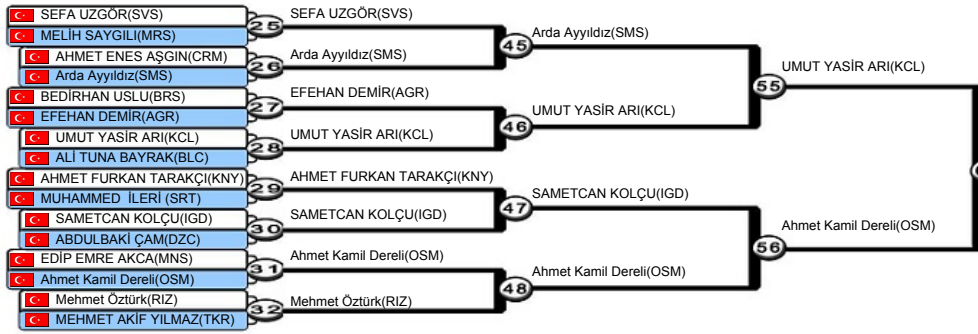 SEFA UZGÖR(SVS)
MELİH SAYGILI(MRS)
AHMET ENES AŞGIN(CRM)
Arda Ayyıldız(SMS)
BEDİRHAN USLU(BRS)
EFEHAN DEMİR(AGR)
UMUT YASİR ARI(KCL)
ALİ TUNA BAYRAK(BLC)
AHMET FURKAN TARAKÇI(KNY)
MUHAMMED İLERİ (SRT)
SAMETCAN KOLÇU(IGD)
ABDULBAKİ ÇAM(DZC)
EDİP EMRE AKCA(MNS)
Ahmet Kamil Dereli(OSM)
Mehmet Öztürk(RIZ)
MEHMET AKİF YILMAZ(TKR)
25
26
27
28
29
30
31
32
SEFA UZGÖR(SVS)
Arda Ayyıldız(SMS)
EFEHAN DEMİR(AGR)
UMUT YASİR ARI(KCL)
AHMET FURKAN TARAKÇI(KNY)
SAMETCAN KOLÇU(IGD)
Ahmet Kamil Dereli(OSM)
Mehmet Öztürk(RIZ)
45
46
47
48
Arda Ayyıldız(SMS)
UMUT YASİR ARI(KCL)
SAMETCAN KOLÇU(IGD)
Ahmet Kamil Dereli(OSM)
55
56
UMUT YASİR ARI(KCL)
Ahmet Kamil Dereli(OSM)